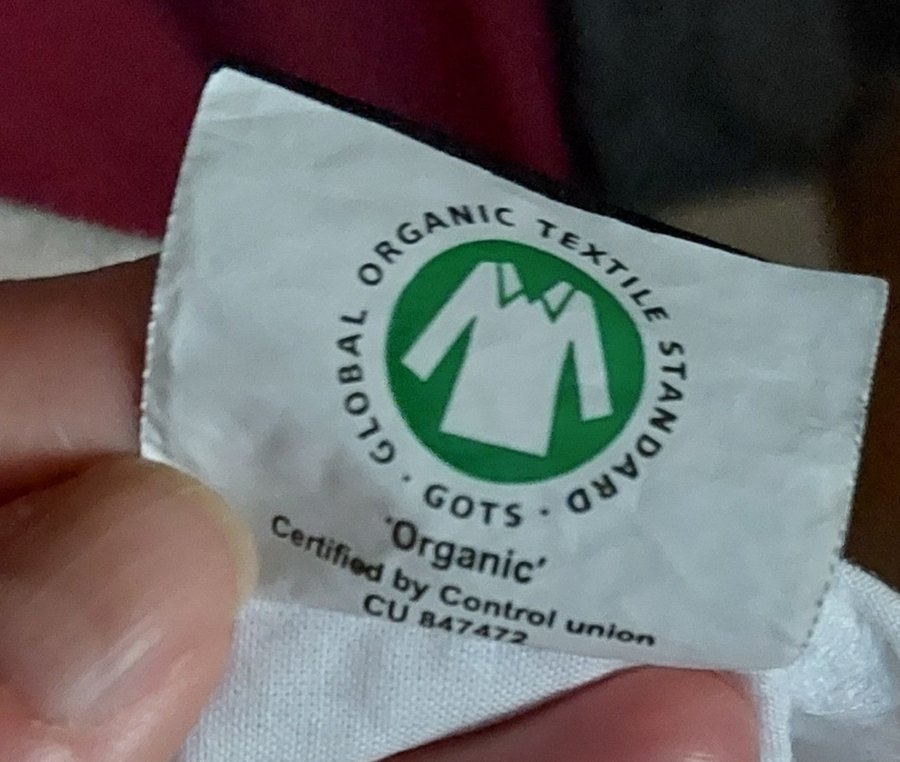 GLOBAL ORGANIC TEXTILE STANDARD · GOTS ·
'Organic'
Certified by Control union
CU 847472